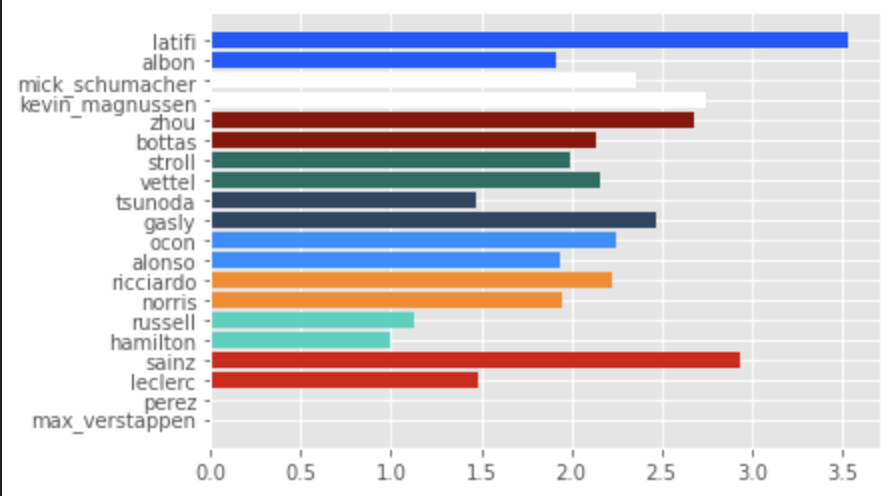 latifi
albon
mick_schumacher
kevin_magnussen
zhou
bottas
stroll
vettel
tsunoda
gasly
ocon
alonso
ricciardo
norris
russell
hamilton
sainz
leclerc
perez
max_verstappen
0.0 0.5 1.0 1.5 2.0 2.5 3.0 3.5